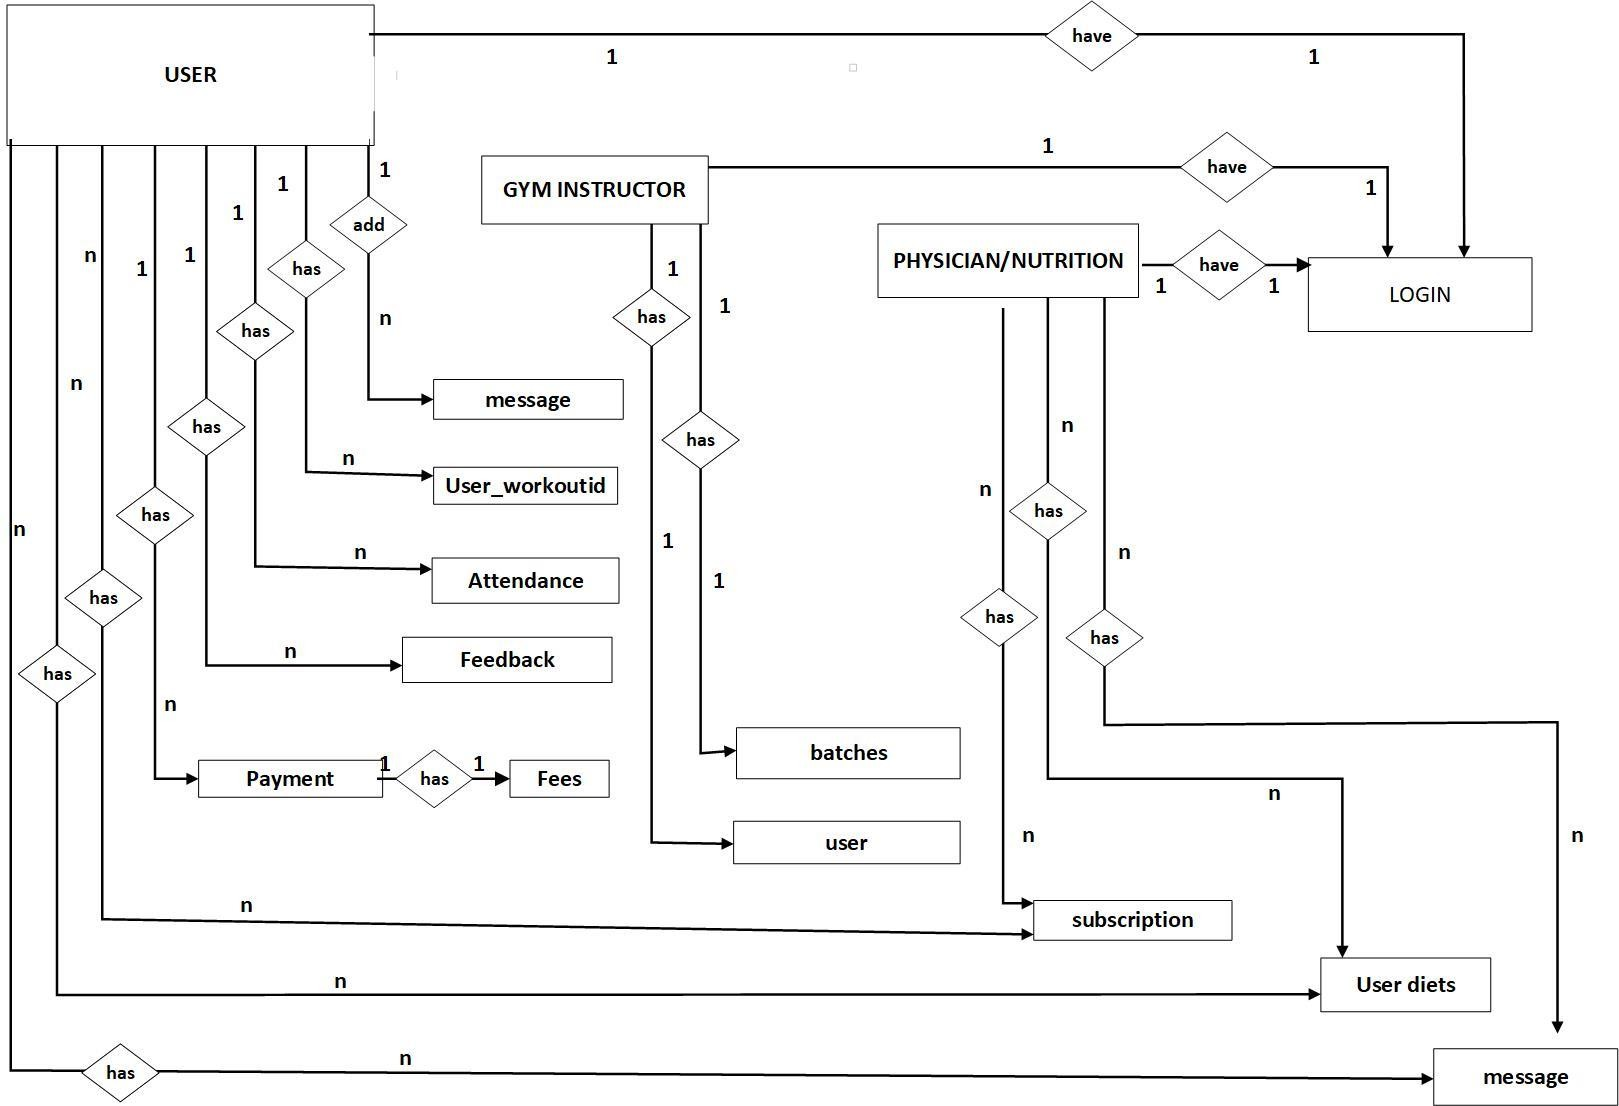 have
1
1
USER
1
have
1
1
GYM INSTRUCTOR
1
1
add
n
1
1
has
1
1
has
n
PHYSICIAN/NUTRITION
1
have
1
LOGIN
1
has
1
n
has
n
message
has
has
n
n
User_workoutid
n
has
has
n
1
n
n
Attendance
1
has
has
has
n
Feedback
has
n
batches
Payment
1
has
1
Fees
n
user
n
n
n
subscription
n
User diets
n
has
message